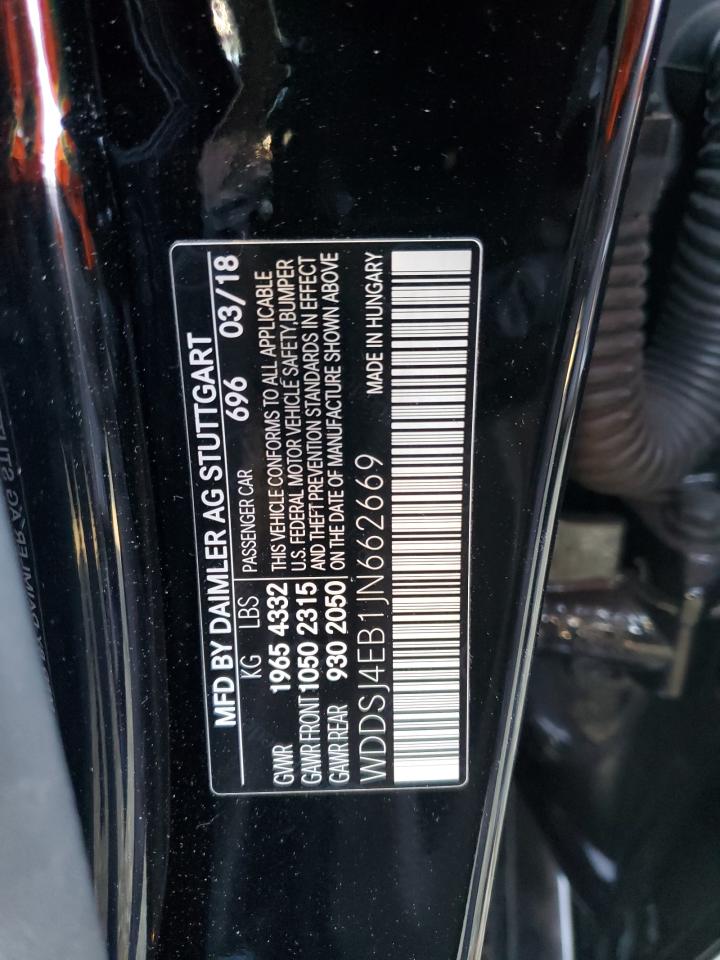 MFD BY DAIMLER AG STUTTGART
KG LBS PASSENGER CAR 696 03/18
GVWR 1965 4332
GAWR FRONT 1050 2315
GAWR REAR 930 2050
THIS VEHICLE CONFORMS TO ALL APPLICABLE
U.S. FEDERAL MOTOR VEHICLE SAFETY,BUMPER
AND THEFT PREVENTION STANDARDS IN EFFECT
ON THE DATE OF MANUFACTURE SHOWN ABOVE
WDDSJ4EB1JN662669 MADE IN HUNGARY